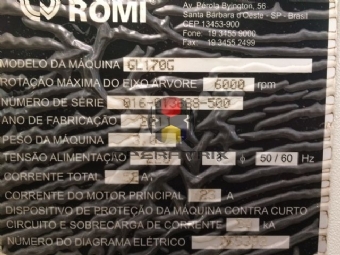 ROMI
Av. Pérola Byington, 56
Santa Bárbara d'Oeste - SP - Brasil
CEP 13453-900
Fone: 19 3455.9000
Fax: 19 3455.2499
MODELO DA MÁQUINA GL170G
ROTAÇÃO MÁXIMA DO EIXO ÁRVORE 6000 rpm
NÚMERO DE SÉRIE
ANO DE FABRICAÇÃO
PESO DA MÁQUINA
TENSÃO ALIMENTAÇÃO ϕ 50 / 60 Hz
CORRENTE TOTAL A
CORRENTE DO MOTOR PRINCIPAL A
DISPOSITIVO DE PROTEÇÃO DA MÁQUINA CONTRA CURTO
CIRCUITO E SOBRECARGA DE CORRENTE kA
NÚMERO DO DIAGRAMA ELÉTRICO